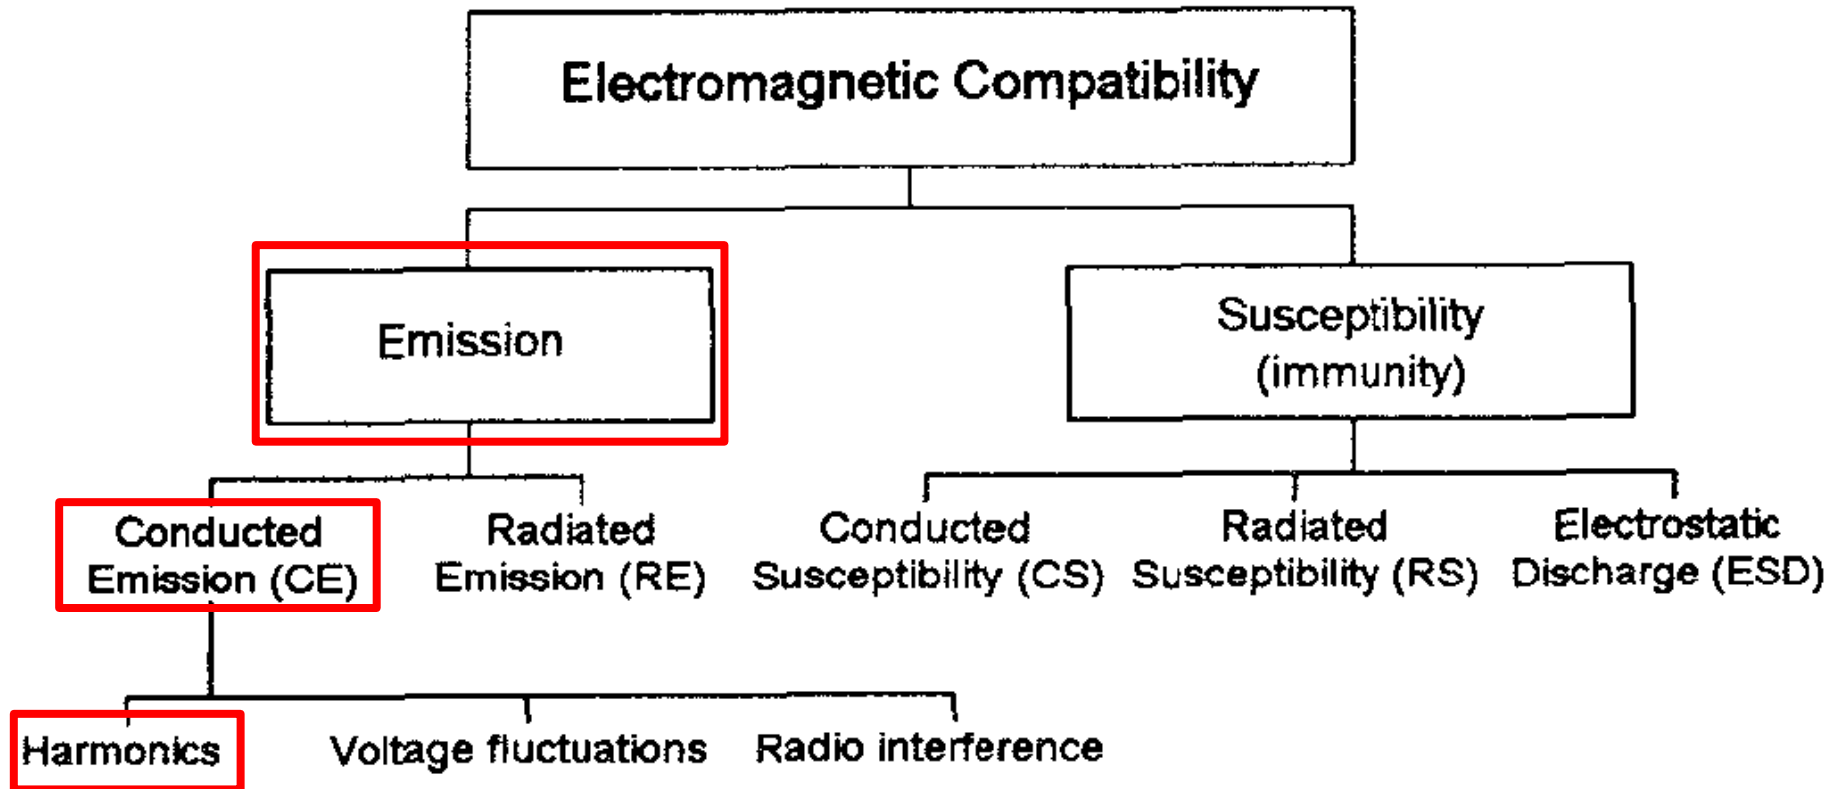 Electromagnetic Compatibility
Emission
Susceptibility
(immunity)
Conducted
Emission (CE)
Radiated
Emission (RE)
Conducted
Susceptibility (CS)
Radiated
Susceptibility (RS)
Electrostatic
Discharge (ESD)
Harmonics
Voltage fluctuations
Radio interference